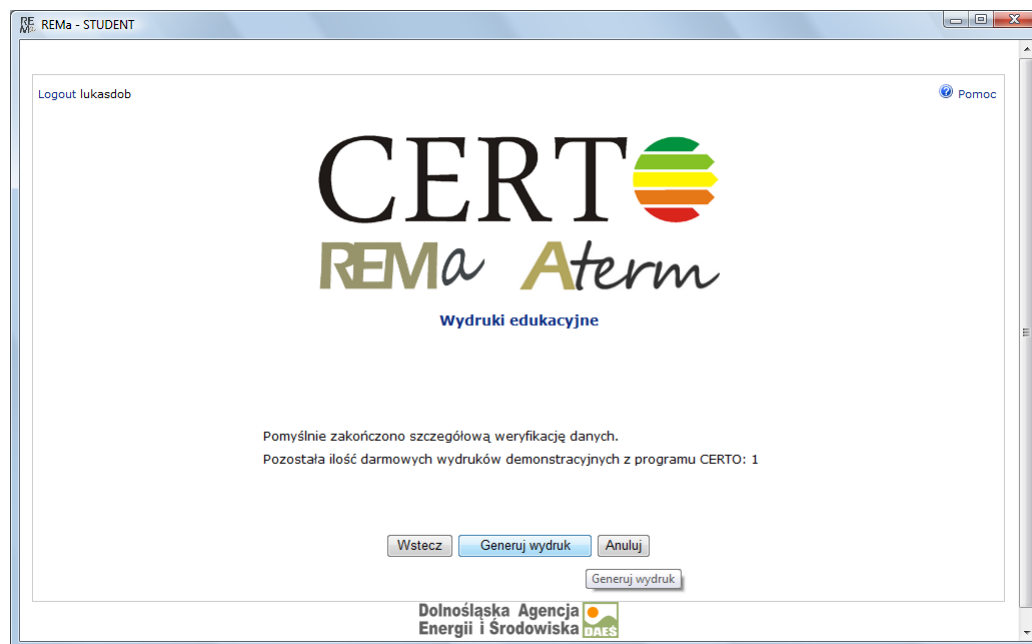 REMa - STUDENT
Logout lukasdob
Pomoc
CERTO
REMa Aterm
Wydruki edukacyjne
Pomyślnie zakończono szczegółową weryfikację danych.
Pozostała ilość darmowych wydruków demonstracyjnych z programu CERTO: 1
Wstecz Generuj wydruk Anuluj
Generuj wydruk
Dolnośląska Agencja
Energii i Środowiska DAEŚ